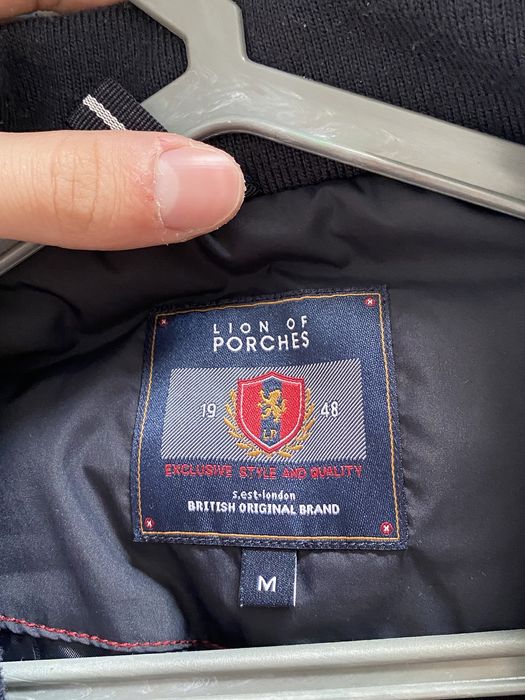 LION OF
PORCHES
19 48
LP
EXCLUSIVE STYLE AND QUALITY
s.est-london
BRITISH ORIGINAL BRAND
M